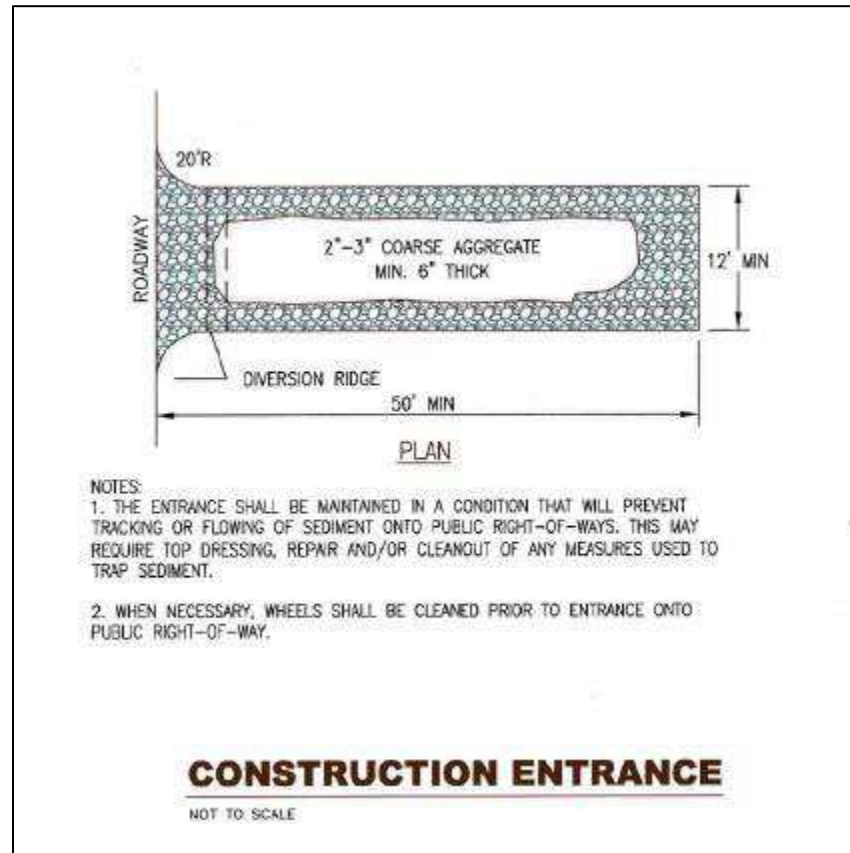 20'R
ROADWAY
2"-3" COARSE AGGREGATE
MIN. 6" THICK
12' MIN
DIVERSION RIDGE
50' MIN
PLAN
NOTES:
1. THE ENTRANCE SHALL BE MAINTAINED IN A CONDITION THAT WILL PREVENT
TRACKING OR FLOWING OF SEDIMENT ONTO PUBLIC RIGHT-OF-WAYS. THIS MAY
REQUIRE TOP DRESSING, REPAIR AND/OR CLEANOUT OF ANY MEASURES USED TO
TRAP SEDIMENT.
2. WHEN NECESSARY, WHEELS SHALL BE CLEANED PRIOR TO ENTRANCE ONTO
PUBLIC RIGHT-OF-WAY.
CONSTRUCTION ENTRANCE
NOT TO SCALE